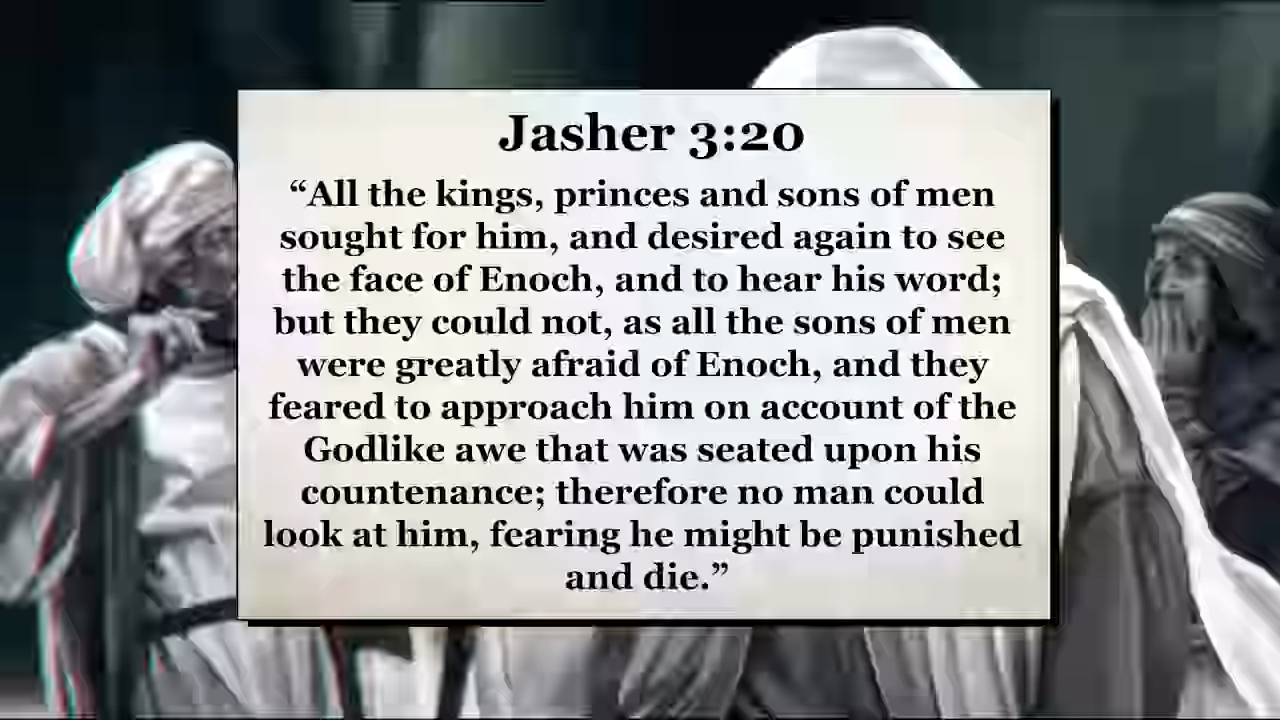 Jasher 3:20
“All the kings, princes and sons of men
sought for him, and desired again to see
the face of Enoch, and to hear his word;
but they could not, as all the sons of men
were greatly afraid of Enoch, and they
feared to approach him on account of the
Godlike awe that was seated upon his
countenance; therefore no man could
look at him, fearing he might be punished
and die.”